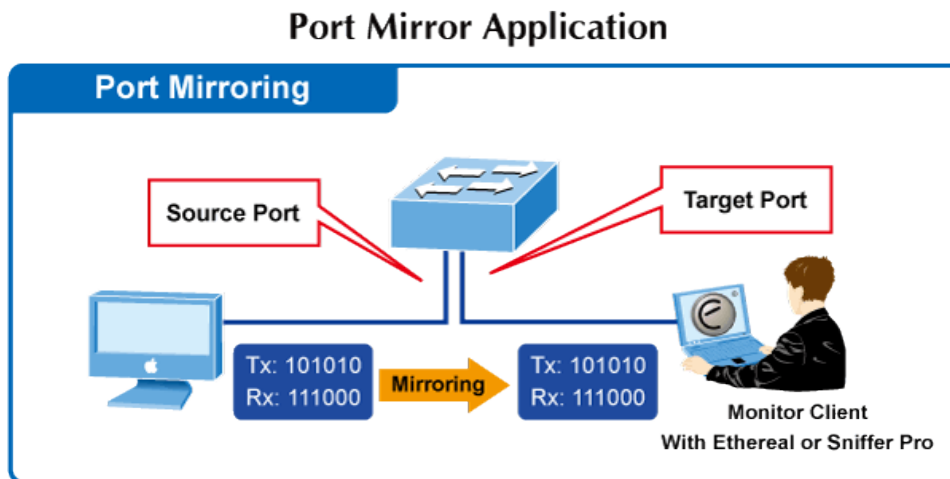 Port Mirror Application
Port Mirroring
Source Port
Target Port
Tx: 101010
Rx: 111000
Mirroring
Tx: 101010
Rx: 111000
Monitor Client
With Ethereal or Sniffer Pro